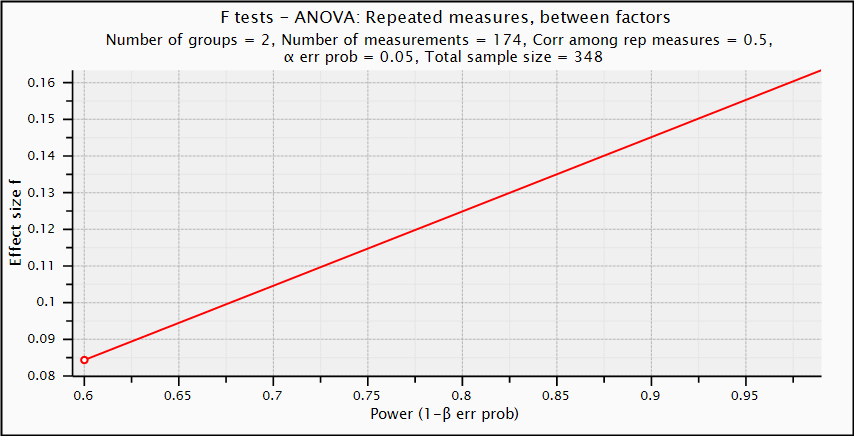 F tests - ANOVA: Repeated measures, between factors
Number of groups = 2, Number of measurements = 174, Corr among rep measures = 0.5,
α err prob = 0.05, Total sample size = 348
0.16
0.15
0.14
0.13
0.12
0.11
0.1
0.09
0.08
Effect size f
0.6 0.65 0.7 0.75 0.8 0.85 0.9 0.95
Power (1-β err prob)